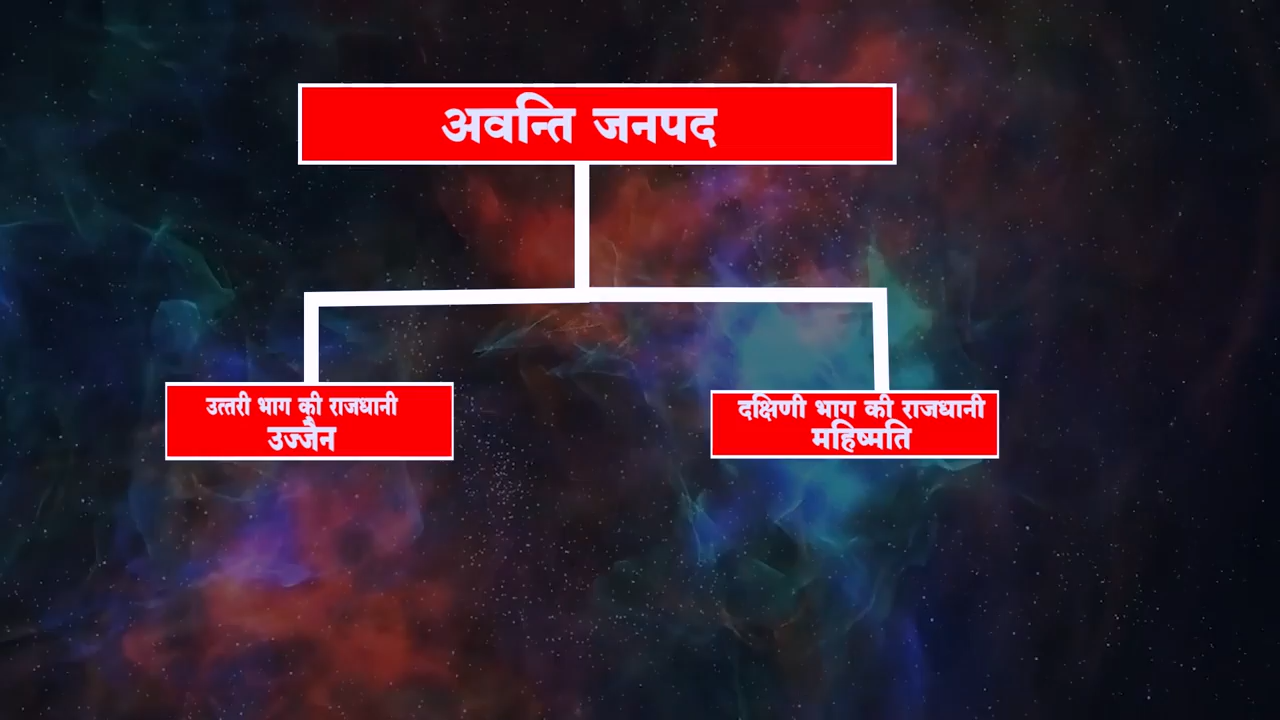 अवन्ति जनपद
उत्तरी भाग की राजधानी
उज्जैन
दक्षिणी भाग की राजधानी
महिष्मति